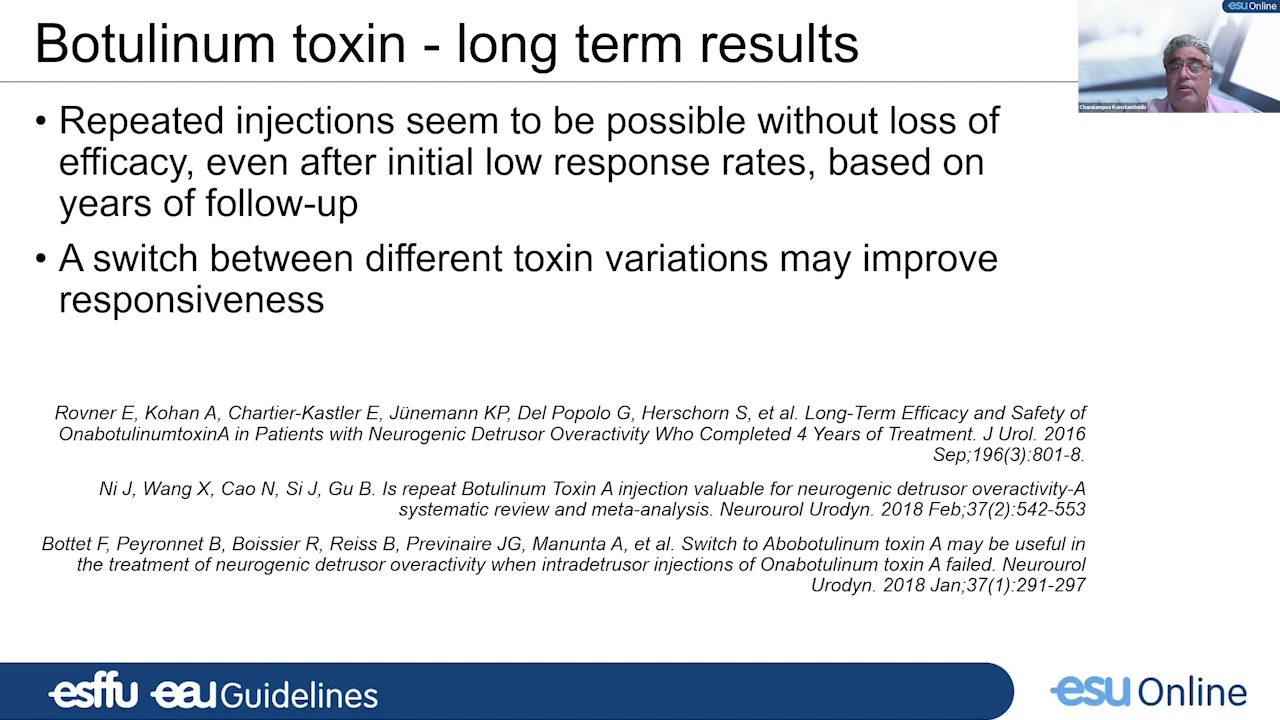 Botulinum toxin - long term results
• Repeated injections seem to be possible without loss of
efficacy, even after initial low response rates, based on
years of follow-up
• A switch between different toxin variations may improve
responsiveness
Rovner E, Kohan A, Chartier-Kastler E, Jünemann KP, Del Popolo G, Herschorn S, et al. Long-Term Efficacy and Safety of
OnabotulinumtoxinA in Patients with Neurogenic Detrusor Overactivity Who Completed 4 Years of Treatment. J Urol. 2016
Sep;196(3):801-8.
Ni J, Wang X, Cao N, Si J, Gu B. Is repeat Botulinum Toxin A injection valuable for neurogenic detrusor overactivity-A
systematic review and meta-analysis. Neurourol Urodyn. 2018 Feb;37(2):542-553
Bottet F, Peyronnet B, Boissier R, Reiss B, Previnaire JG, Manunta A, et al. Switch to Abobotulinum toxin A may be useful in
the treatment of neurogenic detrusor overactivity when intradetrusor injections of Onabotulinum toxin A failed. Neurourol
Urodyn. 2018 Jan;37(1):291-297
esu Online
Charalampos Konstantinidis
esffu eau Guidelines
esu Online